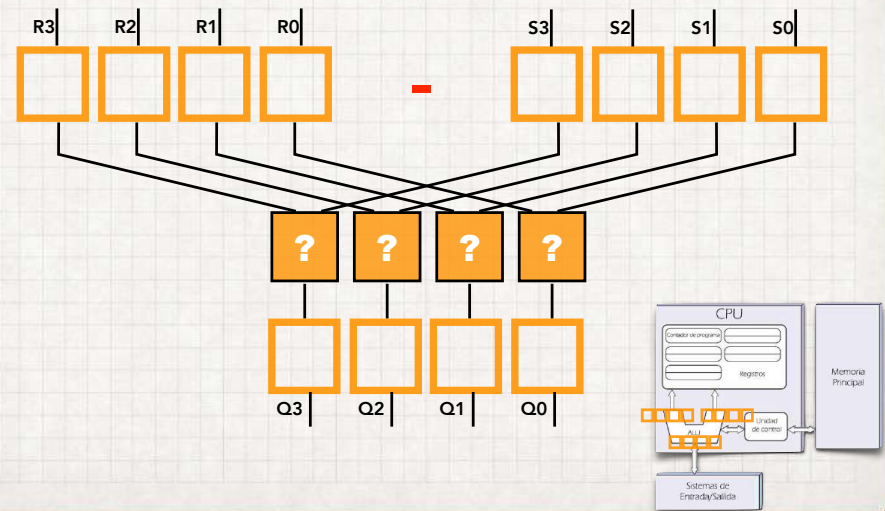 R3 R2 R1 R0 S3 S2 S1 S0
-
? ? ? ?
Q3 Q2 Q1 Q0
CPU
Contador de programa
Registros
ALU
Unidad
de control
Memoria
Principal
Sistemas de
Entrada/Salida